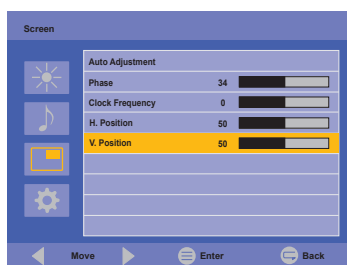 Screen
Auto Adjustment
Phase 34
Clock Frequency 0
H. Position 50
V. Position 50
Move Enter Back